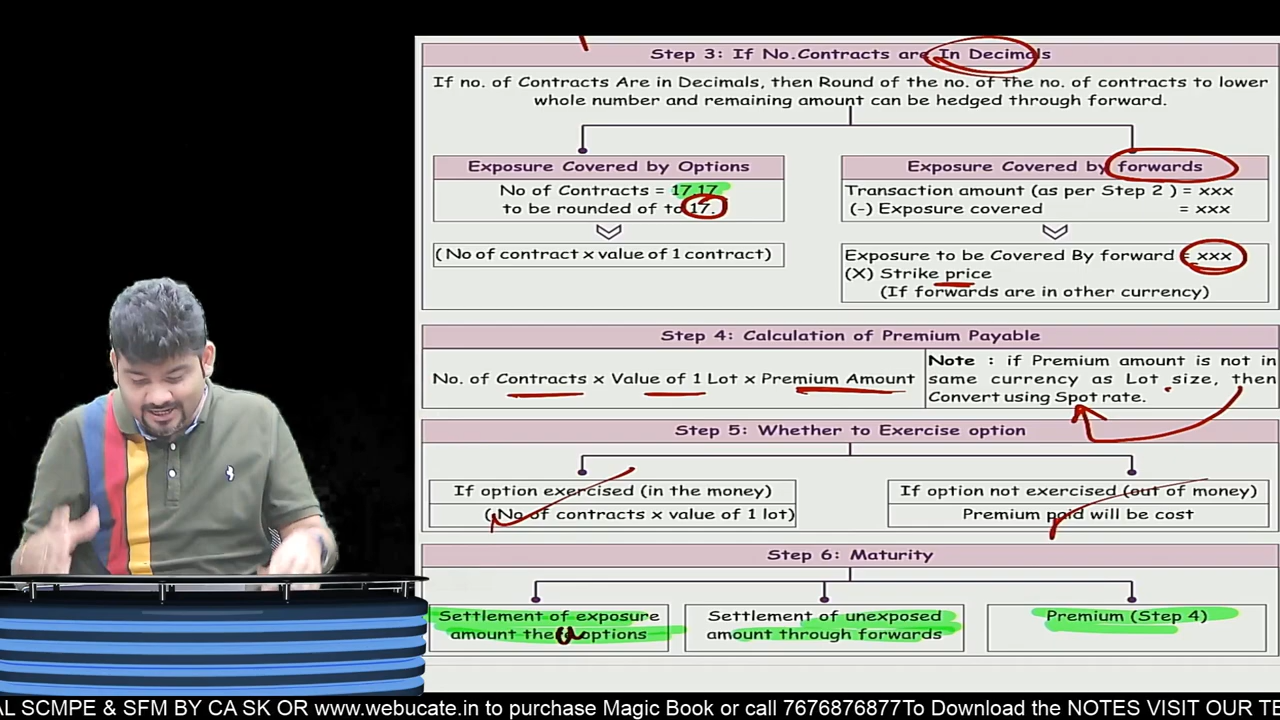 Step 3: If No.Contracts are In Decimals
If no. of Contracts Are in Decimals, then Round of the no. of the no. of contracts to lower
whole number and remaining amount can be hedged through forward.
Exposure Covered by Options
No of Contracts = 17.17
to be rounded of to 17.
(No of contract x value of 1 contract)
Exposure Covered by forwards
Transaction amount (as per Step 2 ) = xxx
(-) Exposure covered = xxx
Exposure to be Covered By forward = xxx
(X) Strike price
(If forwards are in other currency)
Step 4: Calculation of Premium Payable
No. of Contracts x Value of 1 Lot x Premium Amount
Note : if Premium amount is not in
same currency as Lot size, then
Convert using Spot rate.
Step 5: Whether to Exercise option
If option exercised (in the money)
(No of contracts x value of 1 lot)
If option not exercised (out of money)
Premium paid will be cost
Step 6: Maturity
Settlement of exposure
amount the options
Settlement of unexposed
amount through forwards
Premium (Step 4)
AL SCMPE & SFM BY CA SK OR www.webucate.in to purchase Magic Book or call 7676876877To Download the NOTES VISIT OUR TE